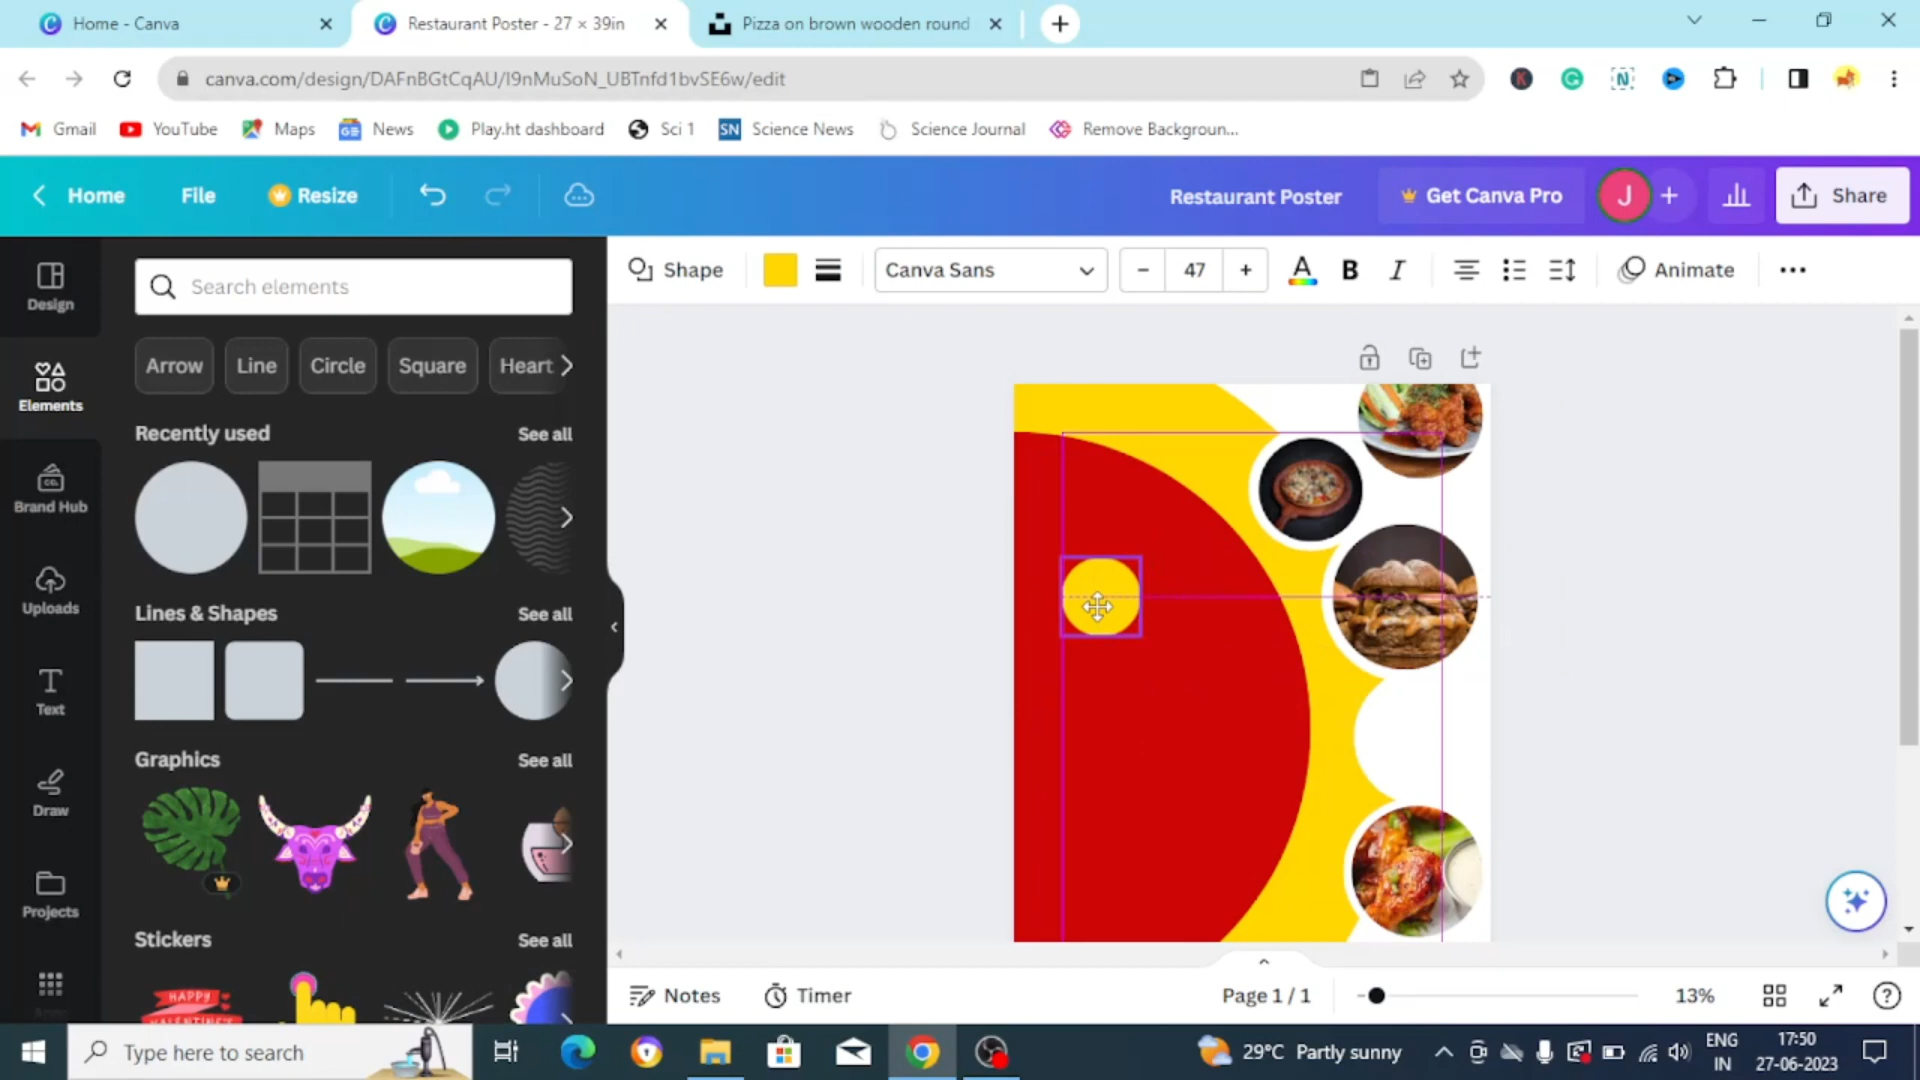 Home - Canva
Restaurant Poster - 27 × 39in
Pizza on brown wooden round
canva.com/design/DAFnBGtCqAU/I9nMuSoN_UBTnfd1bvSE6w/edit
Gmail
YouTube
Maps
News
Play.ht dashboard
Sci 1
SN Science News
Science Journal
Remove Backgroun...
Home
File
Resize
Restaurant Poster
Get Canva Pro
J
Share
Design
Elements
Brand Hub
Uploads
Text
Draw
Projects
Search elements
Arrow
Line
Circle
Square
Heart
Recently used
See all
Lines & Shapes
See all
Graphics
See all
Stickers
See all
HAPPY
Shape
Canva Sans
47
A
B
I
Animate
Notes
Timer
Page 1 / 1
13%
Type here to search
29°C Partly sunny
ENG
IN
17:50
27-06-2023